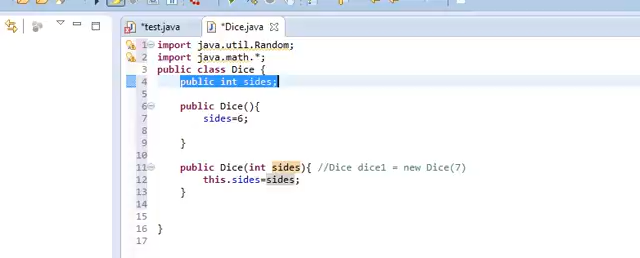 *test.java
*Dice.java
1 import java.util.Random;
2 import java.math.*;
3 public class Dice {
4 public int sides;
5
6 public Dice(){
7 sides=6;
8
9 }
10
11 public Dice(int sides){ //Dice dice1 = new Dice(7)
12 this.sides=sides;
13 }
14
15
16 }
17